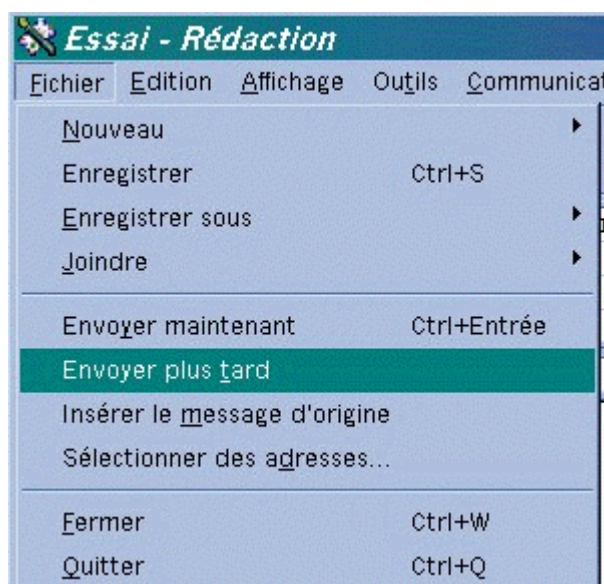 Essai - Rédaction
Fichier Edition Affichage Outils Communicat
Nouveau
Enregistrer Ctrl+S
Enregistrer sous
Joindre
Envoyer maintenant Ctrl+Entrée
Envoyer plus tard
Insérer le message d'origine
Sélectionner des adresses...
Fermer Ctrl+W
Quitter Ctrl+Q